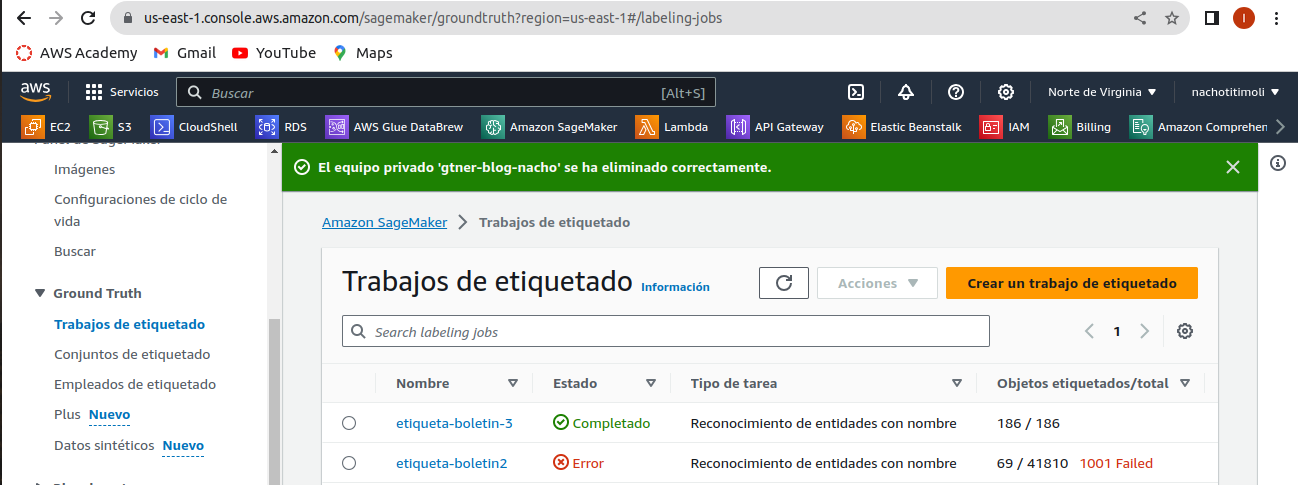 us-east-1.console.aws.amazon.com/sagemaker/groundtruth?region=us-east-1#/labeling-jobs
I
AWS Academy Gmail YouTube Maps
aws Servicios Buscar [Alt+S] Norte de Virginia nachotitimoli
EC2 S3 CloudShell RDS AWS Glue DataBrew Amazon SageMaker Lambda API Gateway Elastic Beanstalk IAM Billing Amazon Comprehen
Imágenes
Configuraciones de ciclo de
vida
Buscar
Ground Truth
Trabajos de etiquetado
Conjuntos de etiquetado
Empleados de etiquetado
Plus Nuevo
Datos sintéticos Nuevo
El equipo privado 'gtner-blog-nacho' se ha eliminado correctamente.
Amazon SageMaker Trabajos de etiquetado
Trabajos de etiquetado Información Acciones Crear un trabajo de etiquetado
Search labeling jobs 1
Nombre Estado Tipo de tarea Objetos etiquetados/total
etiqueta-boletin-3 Completado Reconocimiento de entidades con nombre 186 / 186
etiqueta-boletin2 Error Reconocimiento de entidades con nombre 69 / 41810 1001 Failed